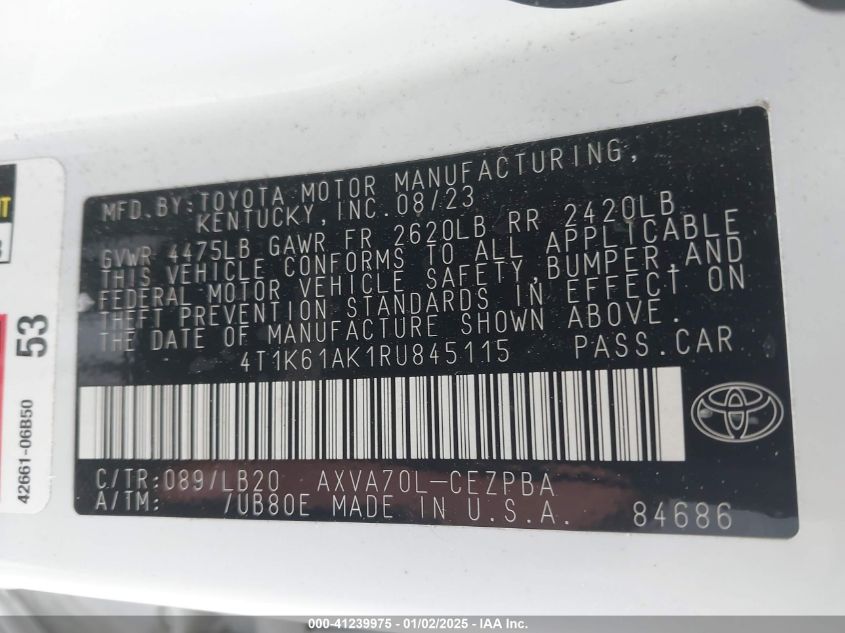 MFD.BY:TOYOTA MOTOR MANUFACTURING,
KENTUCKY, INC. 08/23
GVWR 4475LB GAWR FR 2620LB RR 2420LB
THIS VEHICLE CONFORMS TO ALL APPLICABLE
FEDERAL MOTOR VEHICLE SAFETY,BUMPER,AND
THEFT PREVENTION STANDARDS IN EFFECT ON
THE DATE OF MANUFACTURE SHOWN ABOVE.
4T1K61AK1RU845115 PASS.CAR
C/TR:089/LB20 AXVA70L-CEZPBA
A/TM: 7UB80E MADE IN U.S.A. 84686
53
42661-06B50
000-41239975 - 01/02/2025 - IAA Inc.